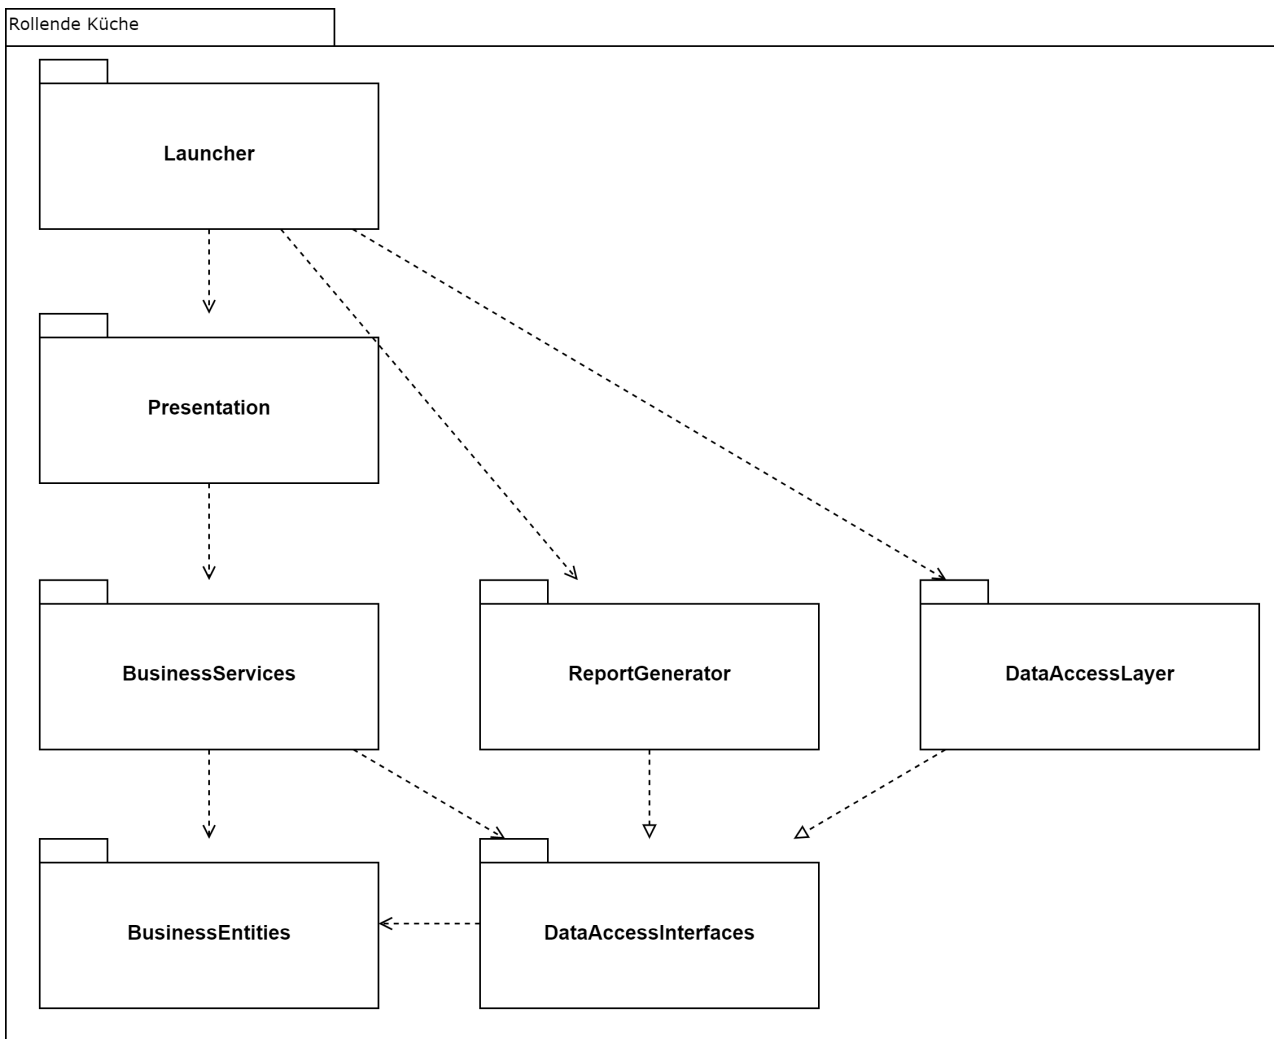 Rollende Küche
Launcher
Presentation
BusinessServices
ReportGenerator
DataAccessLayer
BusinessEntities
DataAccessInterfaces